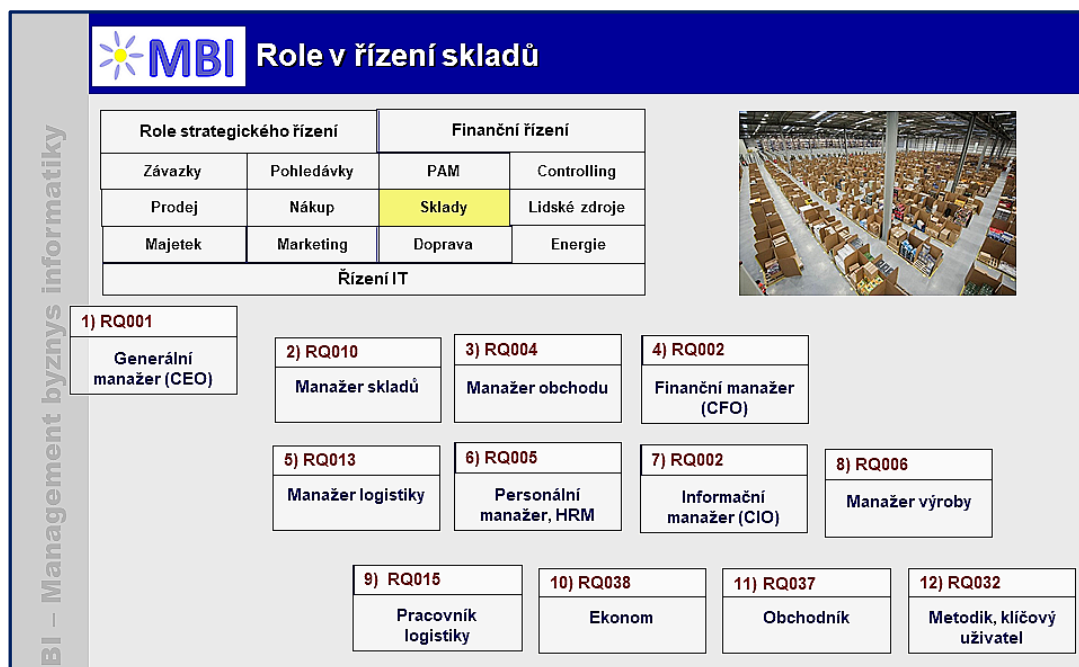 MBI
Role v řízení skladů
BI – Management byznys informatiky
Role strategického řízení
Finanční řízení
Závazky
Pohledávky
PAM
Controlling
Prodej
Nákup
Sklady
Lidské zdroje
Majetek
Marketing
Doprava
Energie
Řízení IT
1) RQ001
Generální
manažer (CEO)
2) RQ010
Manažer skladů
3) RQ004
Manažer obchodu
4) RQ002
Finanční manažer
(CFO)
5) RQ013
Manažer logistiky
6) RQ005
Personální
manažer, HRM
7) RQ002
Informační
manažer (CIO)
8) RQ006
Manažer výroby
9) RQ015
Pracovník
logistiky
10) RQ038
Ekonom
11) RQ037
Obchodník
12) RQ032
Metodik, klíčový
uživatel